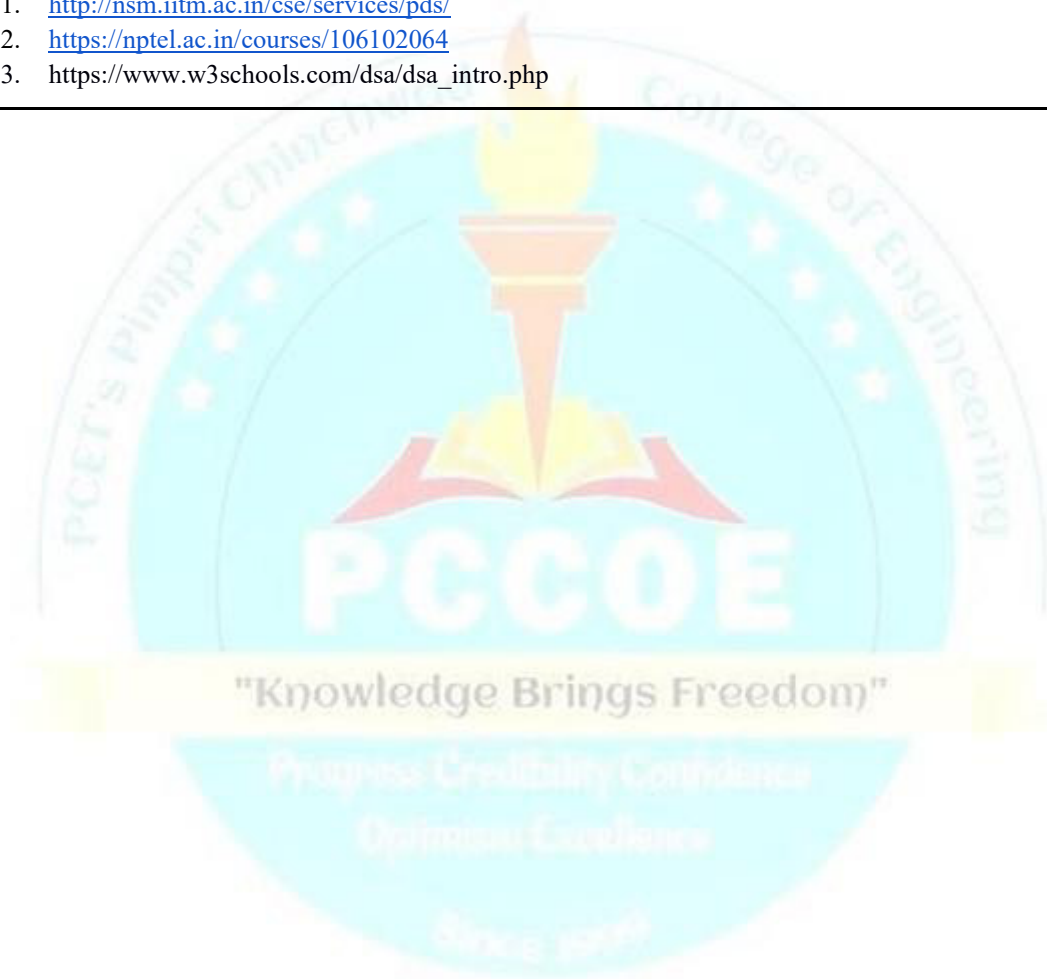 1. http://nsm.iitm.ac.in/cse/services/pds/
2. https://nptel.ac.in/courses/106102064
3. https://www.w3schools.com/dsa/dsa_intro.php
PCET's Pimpri Chinchwad College of Engineering
PCCOE
"Knowledge Brings Freedom"
Progress Credibility Confidence
Optimism Excellence
Since 1999